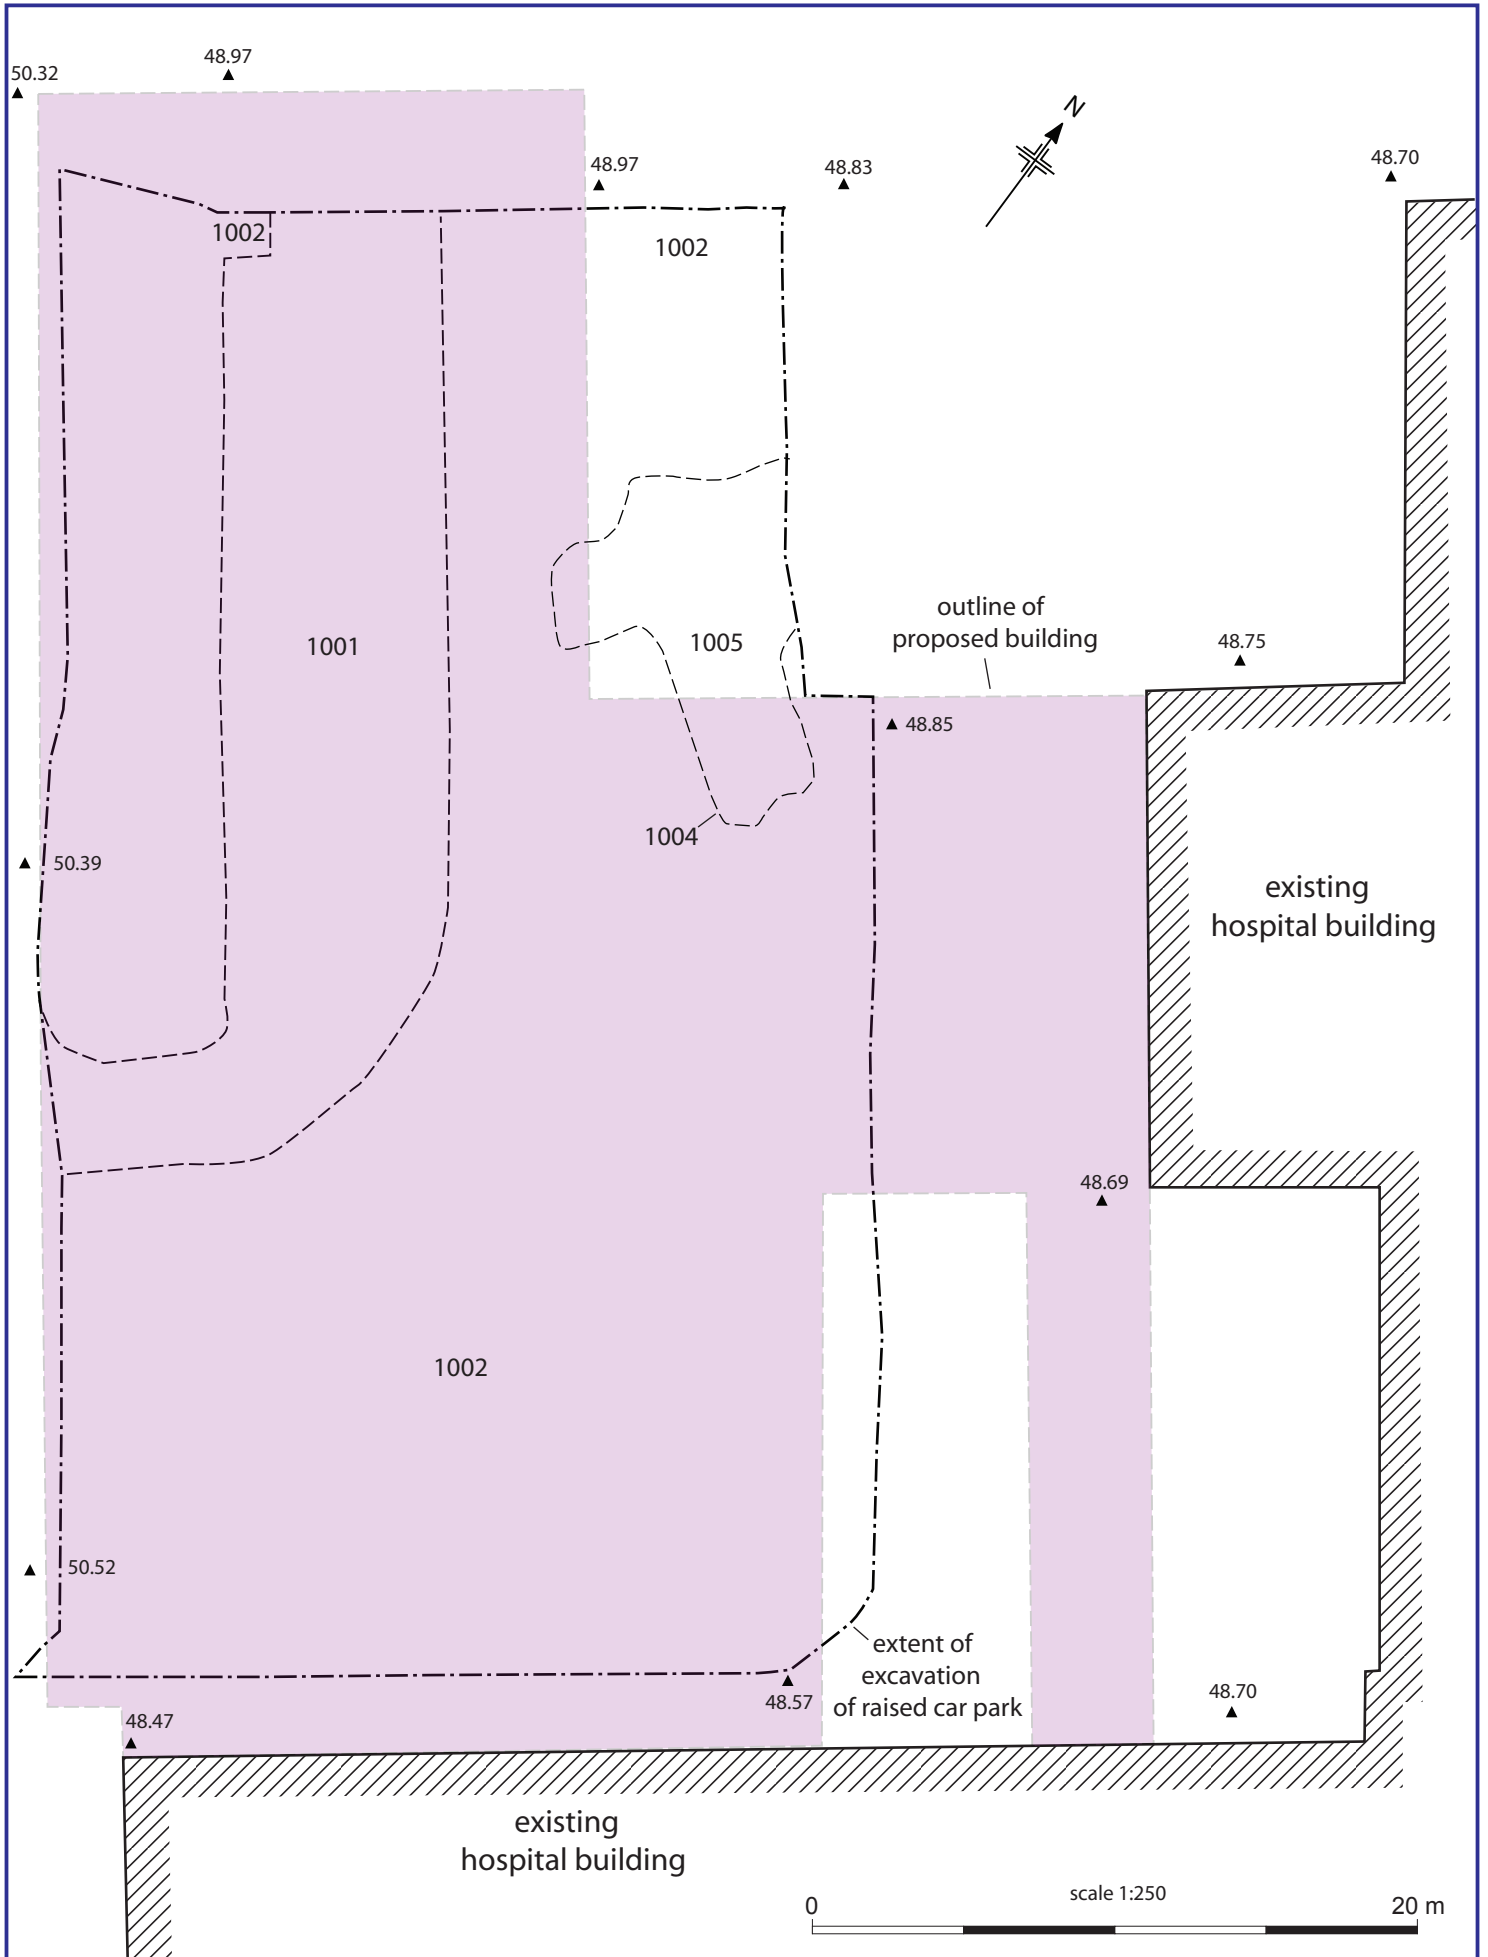 48.97
50.32
N
48.97
48.83
48.70
1002
1002
outline of
proposed building
1001
1005
48.75
48.85
1004
50.39
existing
hospital building
48.69
1002
50.52
extent of
excavation
of raised car park
48.57
48.70
48.47
existing
hospital building
scale 1:250
0
20 m